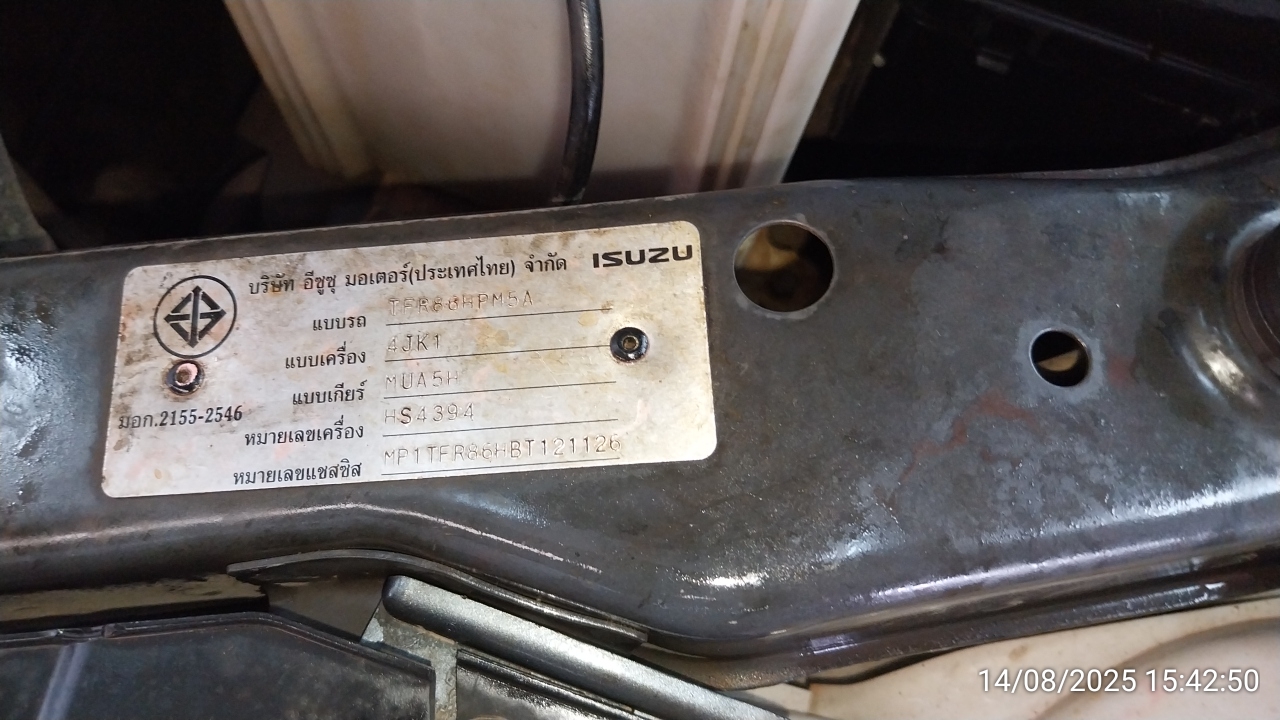 บริษัท อีซูซุ มอเตอร์(ประเทศไทย) จำกัด ISUZU
แบบรถ TFR86HPM5A
แบบเครื่อง 4JK1
แบบเกียร์ MUA5H
มอก.2155-2546
หมายเลขเครื่อง HS4394
หมายเลขแชสซิส MP1TFR86HBT121126
14/08/2025 15:42:50